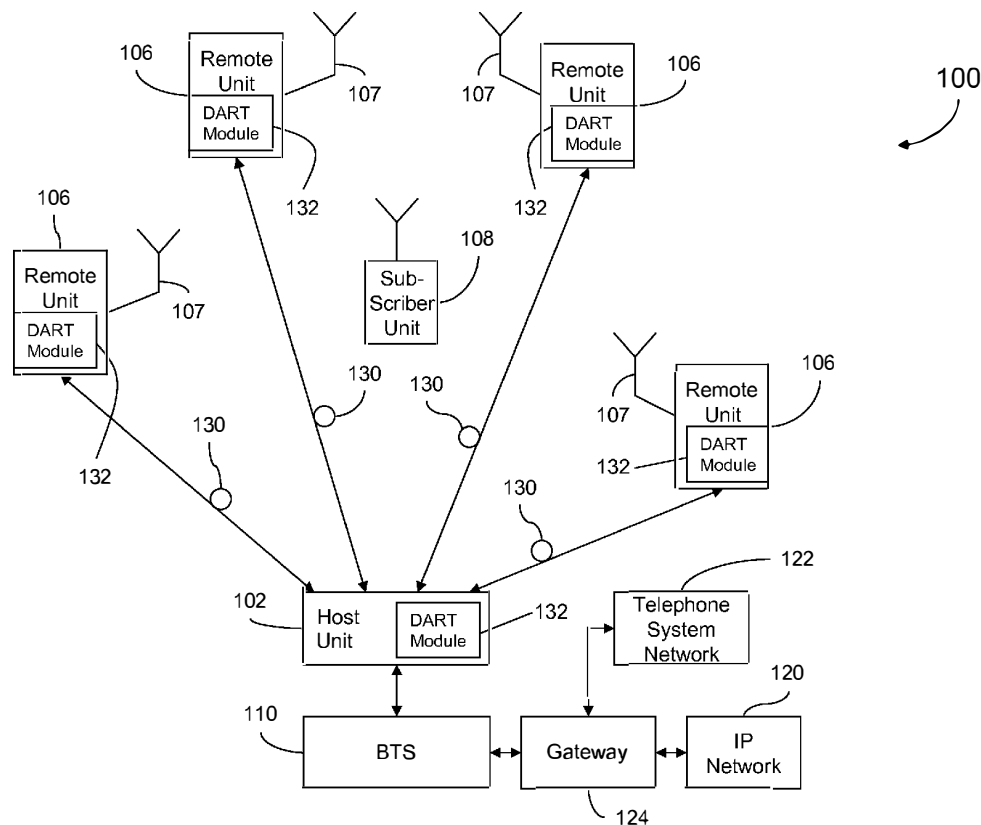 106
Remote
Unit
DART
Module
107
132
106
Remote
Unit
DART
Module
107
132
100
106
Remote
Unit
DART
Module
107
132
108
Sub-
Scriber
Unit
106
Remote
Unit
DART
Module
107
132
130
130
130
130
102
Host
Unit
DART
Module
132
122
Telephone
System
Network
110
BTS
Gateway
124
120
IP
Network